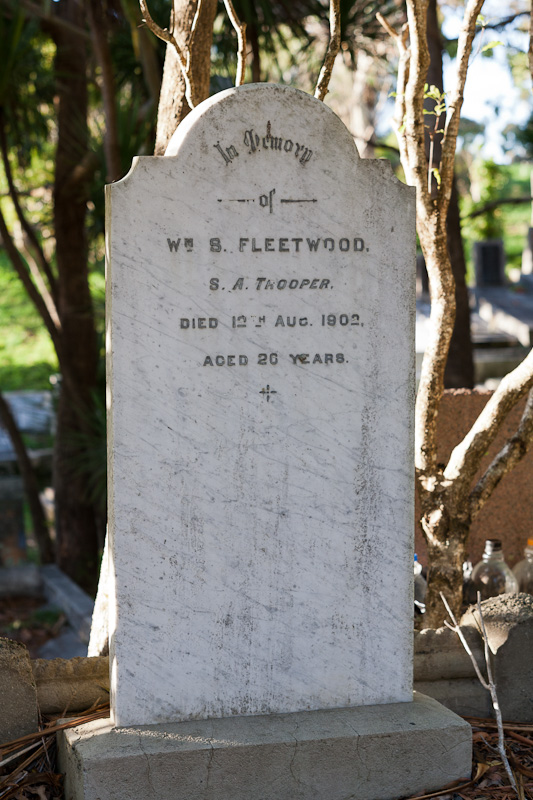 In Memory
of
WM B. FLEETWOOD.
S.A. TROOPER.
DIED 12TH AUG. 1902,
AGED 26 YEARS.